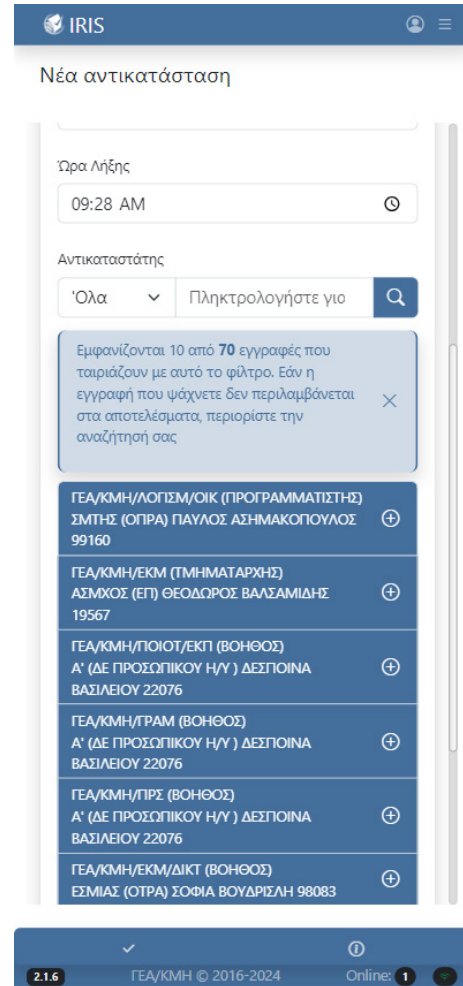 IRIS
Νέα αντικατάσταση
Ώρα Λήξης
09:28 AM
Αντικαταστάτης
'Όλα
Πληκτρολογήστε γιο
Εμφανίζονται 10 από 70 εγγραφές που
ταιριάζουν με αυτό το φίλτρο. Εάν η
εγγραφή που ψάχνετε δεν περιλαμβάνεται
στα αποτελέσματα, περιορίστε την
αναζήτησή σας
ΓΕΑ/ΚΜΗ/ΛΟΓΙΣΜ/ΟΙΚ (ΠΡΟΓΡΑΜΜΑΤΙΣΤΗΣ)
ΣΜΤΗΣ (ΟΠΡΑ) ΠΑΥΛΟΣ ΑΣΗΜΑΚΟΠΟΥΛΟΣ
99160
ΓΕΑ/ΚΜΗ/ΕΚΜ (ΤΜΗΜΑΤΑΡΧΗΣ)
ΑΣΜΧΟΣ (ΕΠ) ΘΕΟΔΩΡΟΣ ΒΑΛΣΑΜΙΔΗΣ
19567
ΓΕΑ/ΚΜΗ/ΠΟΙΟΤ/ΕΚΠ (ΒΟΗΘΟΣ)
Α' (ΔΕ ΠΡΟΣΩΠΙΚΟΥ Η/Υ ) ΔΕΣΠΟΙΝΑ
ΒΑΣΙΛΕΙΟΥ 22076
ΓΕΑ/ΚΜΗ/ΓΡΑΜ (ΒΟΗΘΟΣ)
Α' (ΔΕ ΠΡΟΣΩΠΙΚΟΥ Η/Υ ) ΔΕΣΠΟΙΝΑ
ΒΑΣΙΛΕΙΟΥ 22076
ΓΕΑ/ΚΜΗ/ΠΡΣ (ΒΟΗΘΟΣ)
Α' (ΔΕ ΠΡΟΣΩΠΙΚΟΥ Η/Υ ) ΔΕΣΠΟΙΝΑ
ΒΑΣΙΛΕΙΟΥ 22076
ΓΕΑ/ΚΜΗ/ΕΚΜ/ΔΙΚΤ (ΒΟΗΘΟΣ)
ΕΣΜΙΑΣ (ΟΤΡΑ) ΣΟΦΙΑ ΒΟΥΔΡΙΣΛΗ 98083
2.1.6 ΓΕΑ/ΚΜΗ © 2016-2024 Online: 1